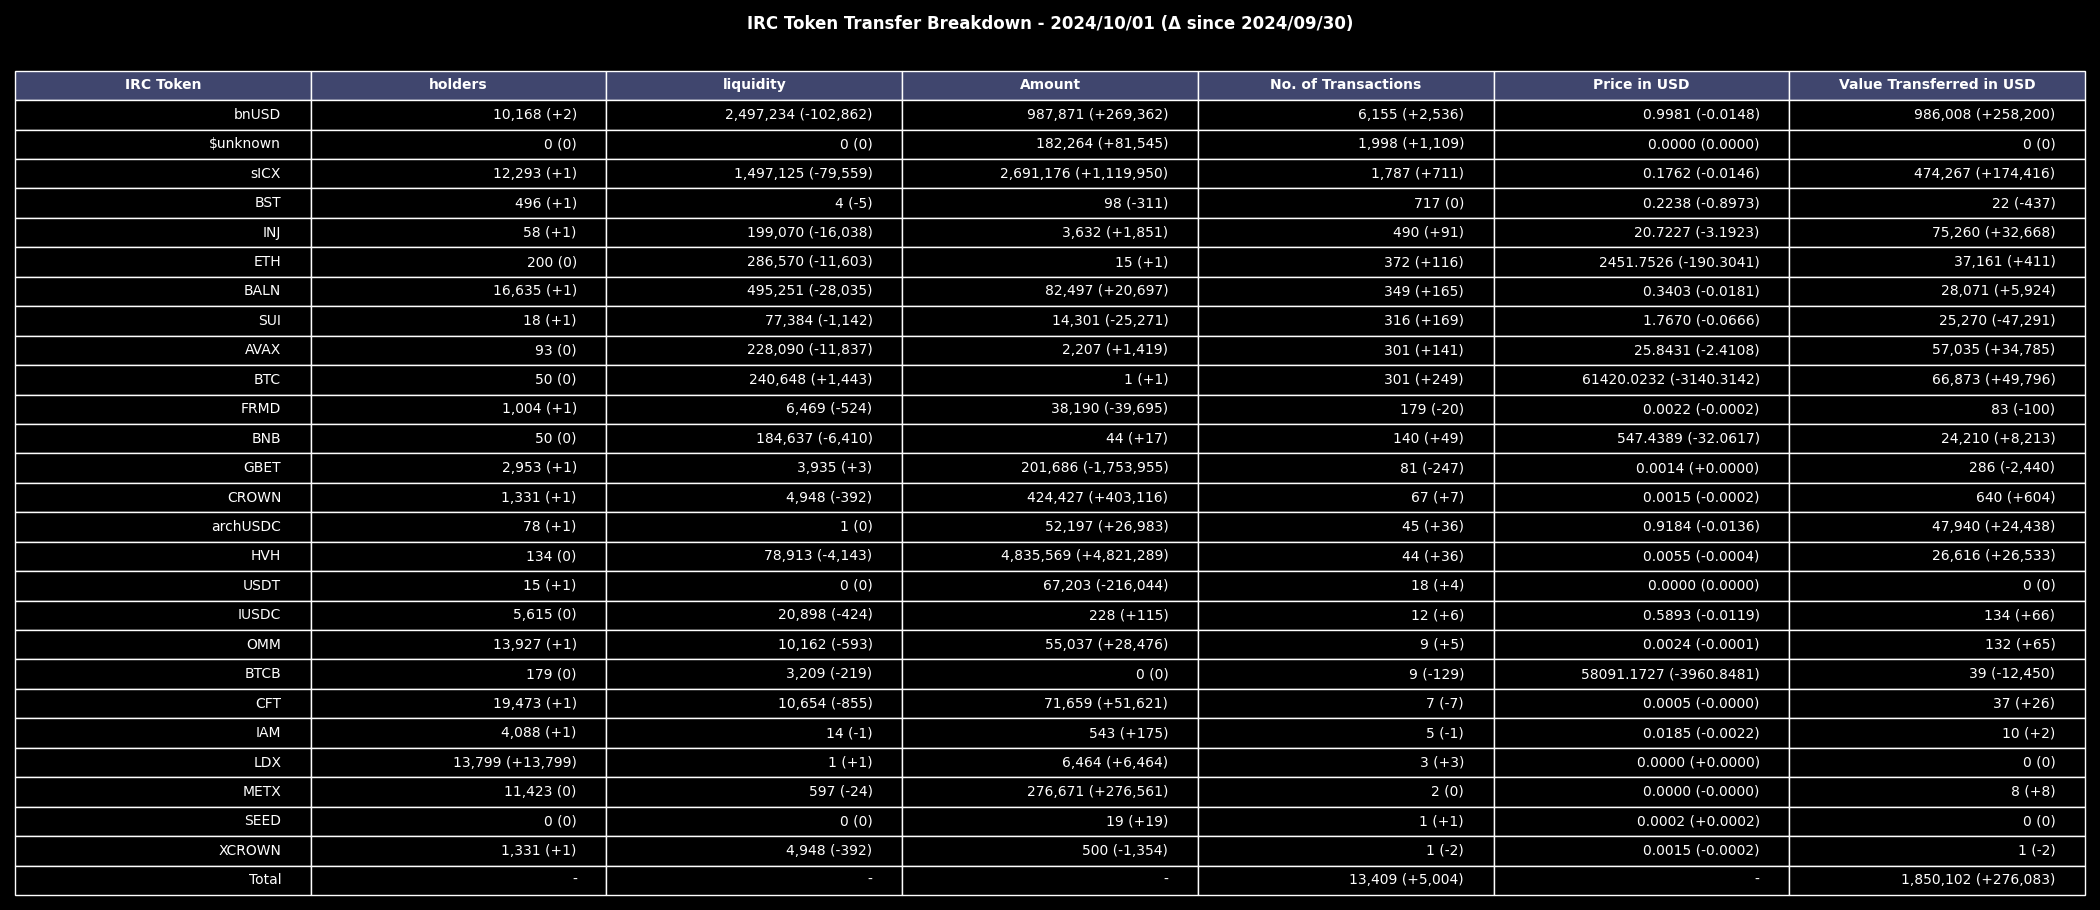 IRC Token Transfer Breakdown - 2024/10/01 (Δ since 2024/09/30)
IRC Token holders liquidity Amount No. of Transactions Price in USD Value Transferred in USD
bnUSD 10,168 (+2) 2,497,234 (-102,862) 987,871 (+269,362) 6,155 (+2,536) 0.9981 (-0.0148) 986,008 (+258,200)
$unknown 0 (0) 0 (0) 182,264 (+81,545) 1,998 (+1,109) 0.0000 (0.0000) 0 (0)
sICX 12,293 (+1) 1,497,125 (-79,559) 2,691,176 (+1,119,950) 1,787 (+711) 0.1762 (-0.0146) 474,267 (+174,416)
BST 496 (+1) 4 (-5) 98 (-311) 717 (0) 0.2238 (-0.8973) 22 (-437)
INJ 58 (+1) 199,070 (-16,038) 3,632 (+1,851) 490 (+91) 20.7227 (-3.1923) 75,260 (+32,668)
ETH 200 (0) 286,570 (-11,603) 15 (+1) 372 (+116) 2451.7526 (-190.3041) 37,161 (+411)
BALN 16,635 (+1) 495,251 (-28,035) 82,497 (+20,697) 349 (+165) 0.3403 (-0.0181) 28,071 (+5,924)
SUI 18 (+1) 77,384 (-1,142) 14,301 (-25,271) 316 (+169) 1.7670 (-0.0666) 25,270 (-47,291)
AVAX 93 (0) 228,090 (-11,837) 2,207 (+1,419) 301 (+141) 25.8431 (-2.4108) 57,035 (+34,785)
BTC 50 (0) 240,648 (+1,443) 1 (+1) 301 (+249) 61420.0232 (-3140.3142) 66,873 (+49,796)
FRMD 1,004 (+1) 6,469 (-524) 38,190 (-39,695) 179 (-20) 0.0022 (-0.0002) 83 (-100)
BNB 50 (0) 184,637 (-6,410) 44 (+17) 140 (+49) 547.4389 (-32.0617) 24,210 (+8,213)
GBET 2,953 (+1) 3,935 (+3) 201,686 (-1,753,955) 81 (-247) 0.0014 (+0.0000) 286 (-2,440)
CROWN 1,331 (+1) 4,948 (-392) 424,427 (+403,116) 67 (+7) 0.0015 (-0.0002) 640 (+604)
archUSDC 78 (+1) 1 (0) 52,197 (+26,983) 45 (+36) 0.9184 (-0.0136) 47,940 (+24,438)
HVH 134 (0) 78,913 (-4,143) 4,835,569 (+4,821,289) 44 (+36) 0.0055 (-0.0004) 26,616 (+26,533)
USDT 15 (+1) 0 (0) 67,203 (-216,044) 18 (+4) 0.0000 (0.0000) 0 (0)
IUSDC 5,615 (0) 20,898 (-424) 228 (+115) 12 (+6) 0.5893 (-0.0119) 134 (+66)
OMM 13,927 (+1) 10,162 (-593) 55,037 (+28,476) 9 (+5) 0.0024 (-0.0001) 132 (+65)
BTCB 179 (0) 3,209 (-219) 0 (0) 9 (-129) 58091.1727 (-3960.8481) 39 (-12,450)
CFT 19,473 (+1) 10,654 (-855) 71,659 (+51,621) 7 (-7) 0.0005 (-0.0000) 37 (+26)
IAM 4,088 (+1) 14 (-1) 543 (+175) 5 (-1) 0.0185 (-0.0022) 10 (+2)
LDX 13,799 (+13,799) 1 (+1) 6,464 (+6,464) 3 (+3) 0.0000 (+0.0000) 0 (0)
METX 11,423 (0) 597 (-24) 276,671 (+276,561) 2 (0) 0.0000 (-0.0000) 8 (+8)
SEED 0 (0) 0 (0) 19 (+19) 1 (+1) 0.0002 (+0.0002) 0 (0)
XCROWN 1,331 (+1) 4,948 (-392) 500 (-1,354) 1 (-2) 0.0015 (-0.0002) 1 (-2)
Total - - - 13,409 (+5,004) - 1,850,102 (+276,083)